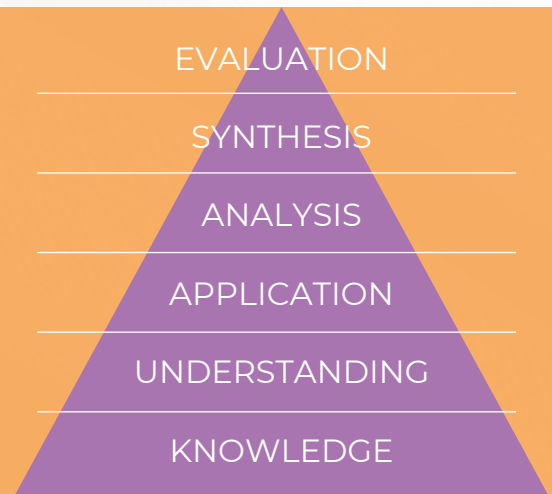 EVALUATION
SYNTHESIS
ANALYSIS
APPLICATION
UNDERSTANDING
KNOWLEDGE